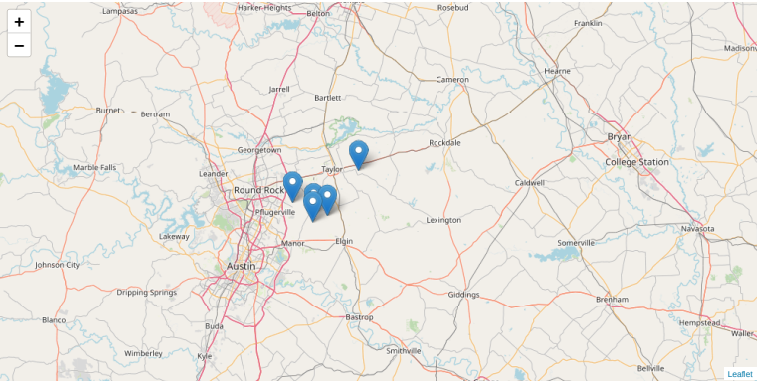 Lampasas
Harker Heights
Belton
Rosebud
Franklin
+
−
Madison
Hearne
Cameron
Jarrell
Bartlett
Burnet
Bertram
Bryar
Rockdale
Georgetown
College Station
Marble Falls
Taylor
Leander
Caldwell
Round Rock
Pflugerville
Lexington
Navasota
Lakeway
Manor
Elgin
Somerville
Johnson City
Austin
Dripping Springs
Giddings
Brenham
Blanco
Bastrop
Hempstead
Buda
Waller
Wimberley
Kyle
Smithville
Bellville
Leaflet